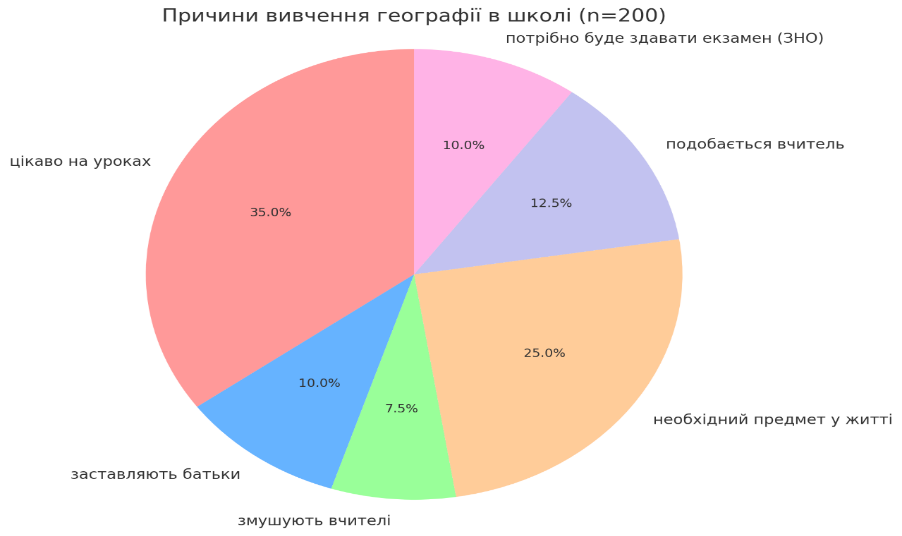 Причини вивчення географії в школі (n=200)
потрібно буде здавати екзамен (ЗНО)
10.0%
подобається вчитель
цікаво на уроках
12.5%
35.0%
25.0%
10.0%
7.5%
необхідний предмет у житті
заставляють батьки
змушують вчителі